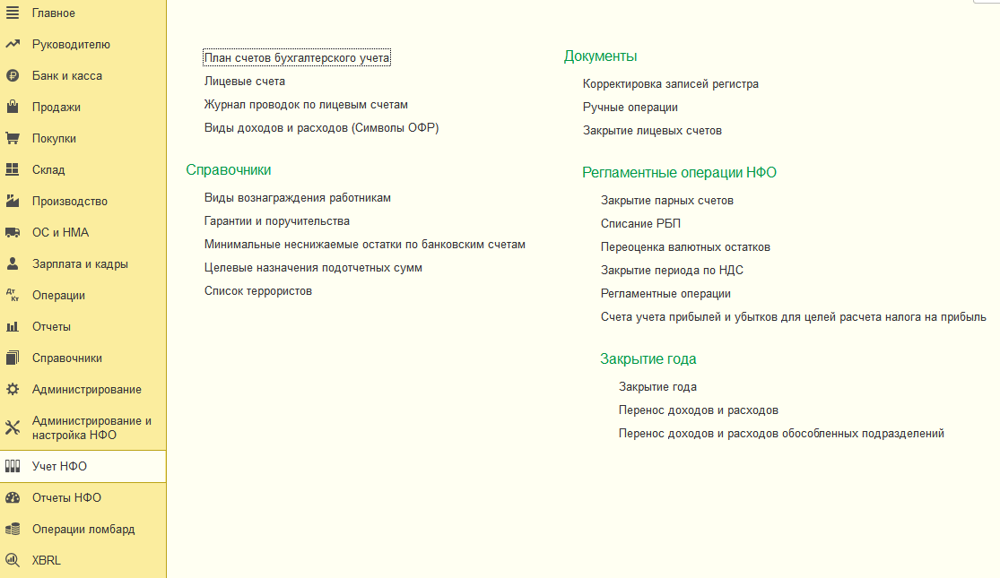 Главное
Руководителю
Банк и касса
Продажи
Покупки
Склад
Производство
ОС и НМА
Зарплата и кадры
Дт
Кт
Операции
Отчеты
Справочники
Администрирование
Администрирование и
настройка НФО
Учет НФО
Отчеты НФО
Операции ломбард
XBRL
План счетов бухгалтерского учета
Лицевые счета
Журнал проводок по лицевым счетам
Виды доходов и расходов (Символы ОФР)
Справочники
Виды вознаграждения работникам
Гарантии и поручительства
Минимальные неснижаемые остатки по банковским счетам
Целевые назначения подотчетных сумм
Список террористов
Документы
Корректировка записей регистра
Ручные операции
Закрытие лицевых счетов
Регламентные операции НФО
Закрытие парных счетов
Списание РБП
Переоценка валютных остатков
Закрытие периода по НДС
Регламентные операции
Счета учета прибылей и убытков для целей расчета налога на прибыль
Закрытие года
Закрытие года
Перенос доходов и расходов
Перенос доходов и расходов обособленных подразделений